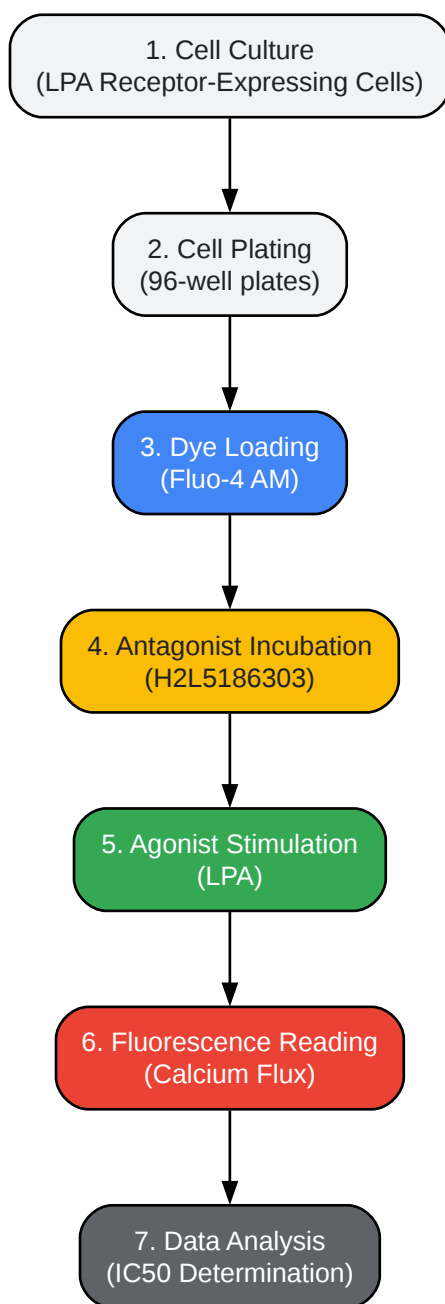 1. Cell Culture
(LPA Receptor-Expressing Cells)
2. Cell Plating
(96-well plates)
3. Dye Loading
(Fluo-4 AM)
4. Antagonist Incubation
(H2L5186303)
5. Agonist Stimulation
(LPA)
6. Fluorescence Reading
(Calcium Flux)
7. Data Analysis
(IC50 Determination)